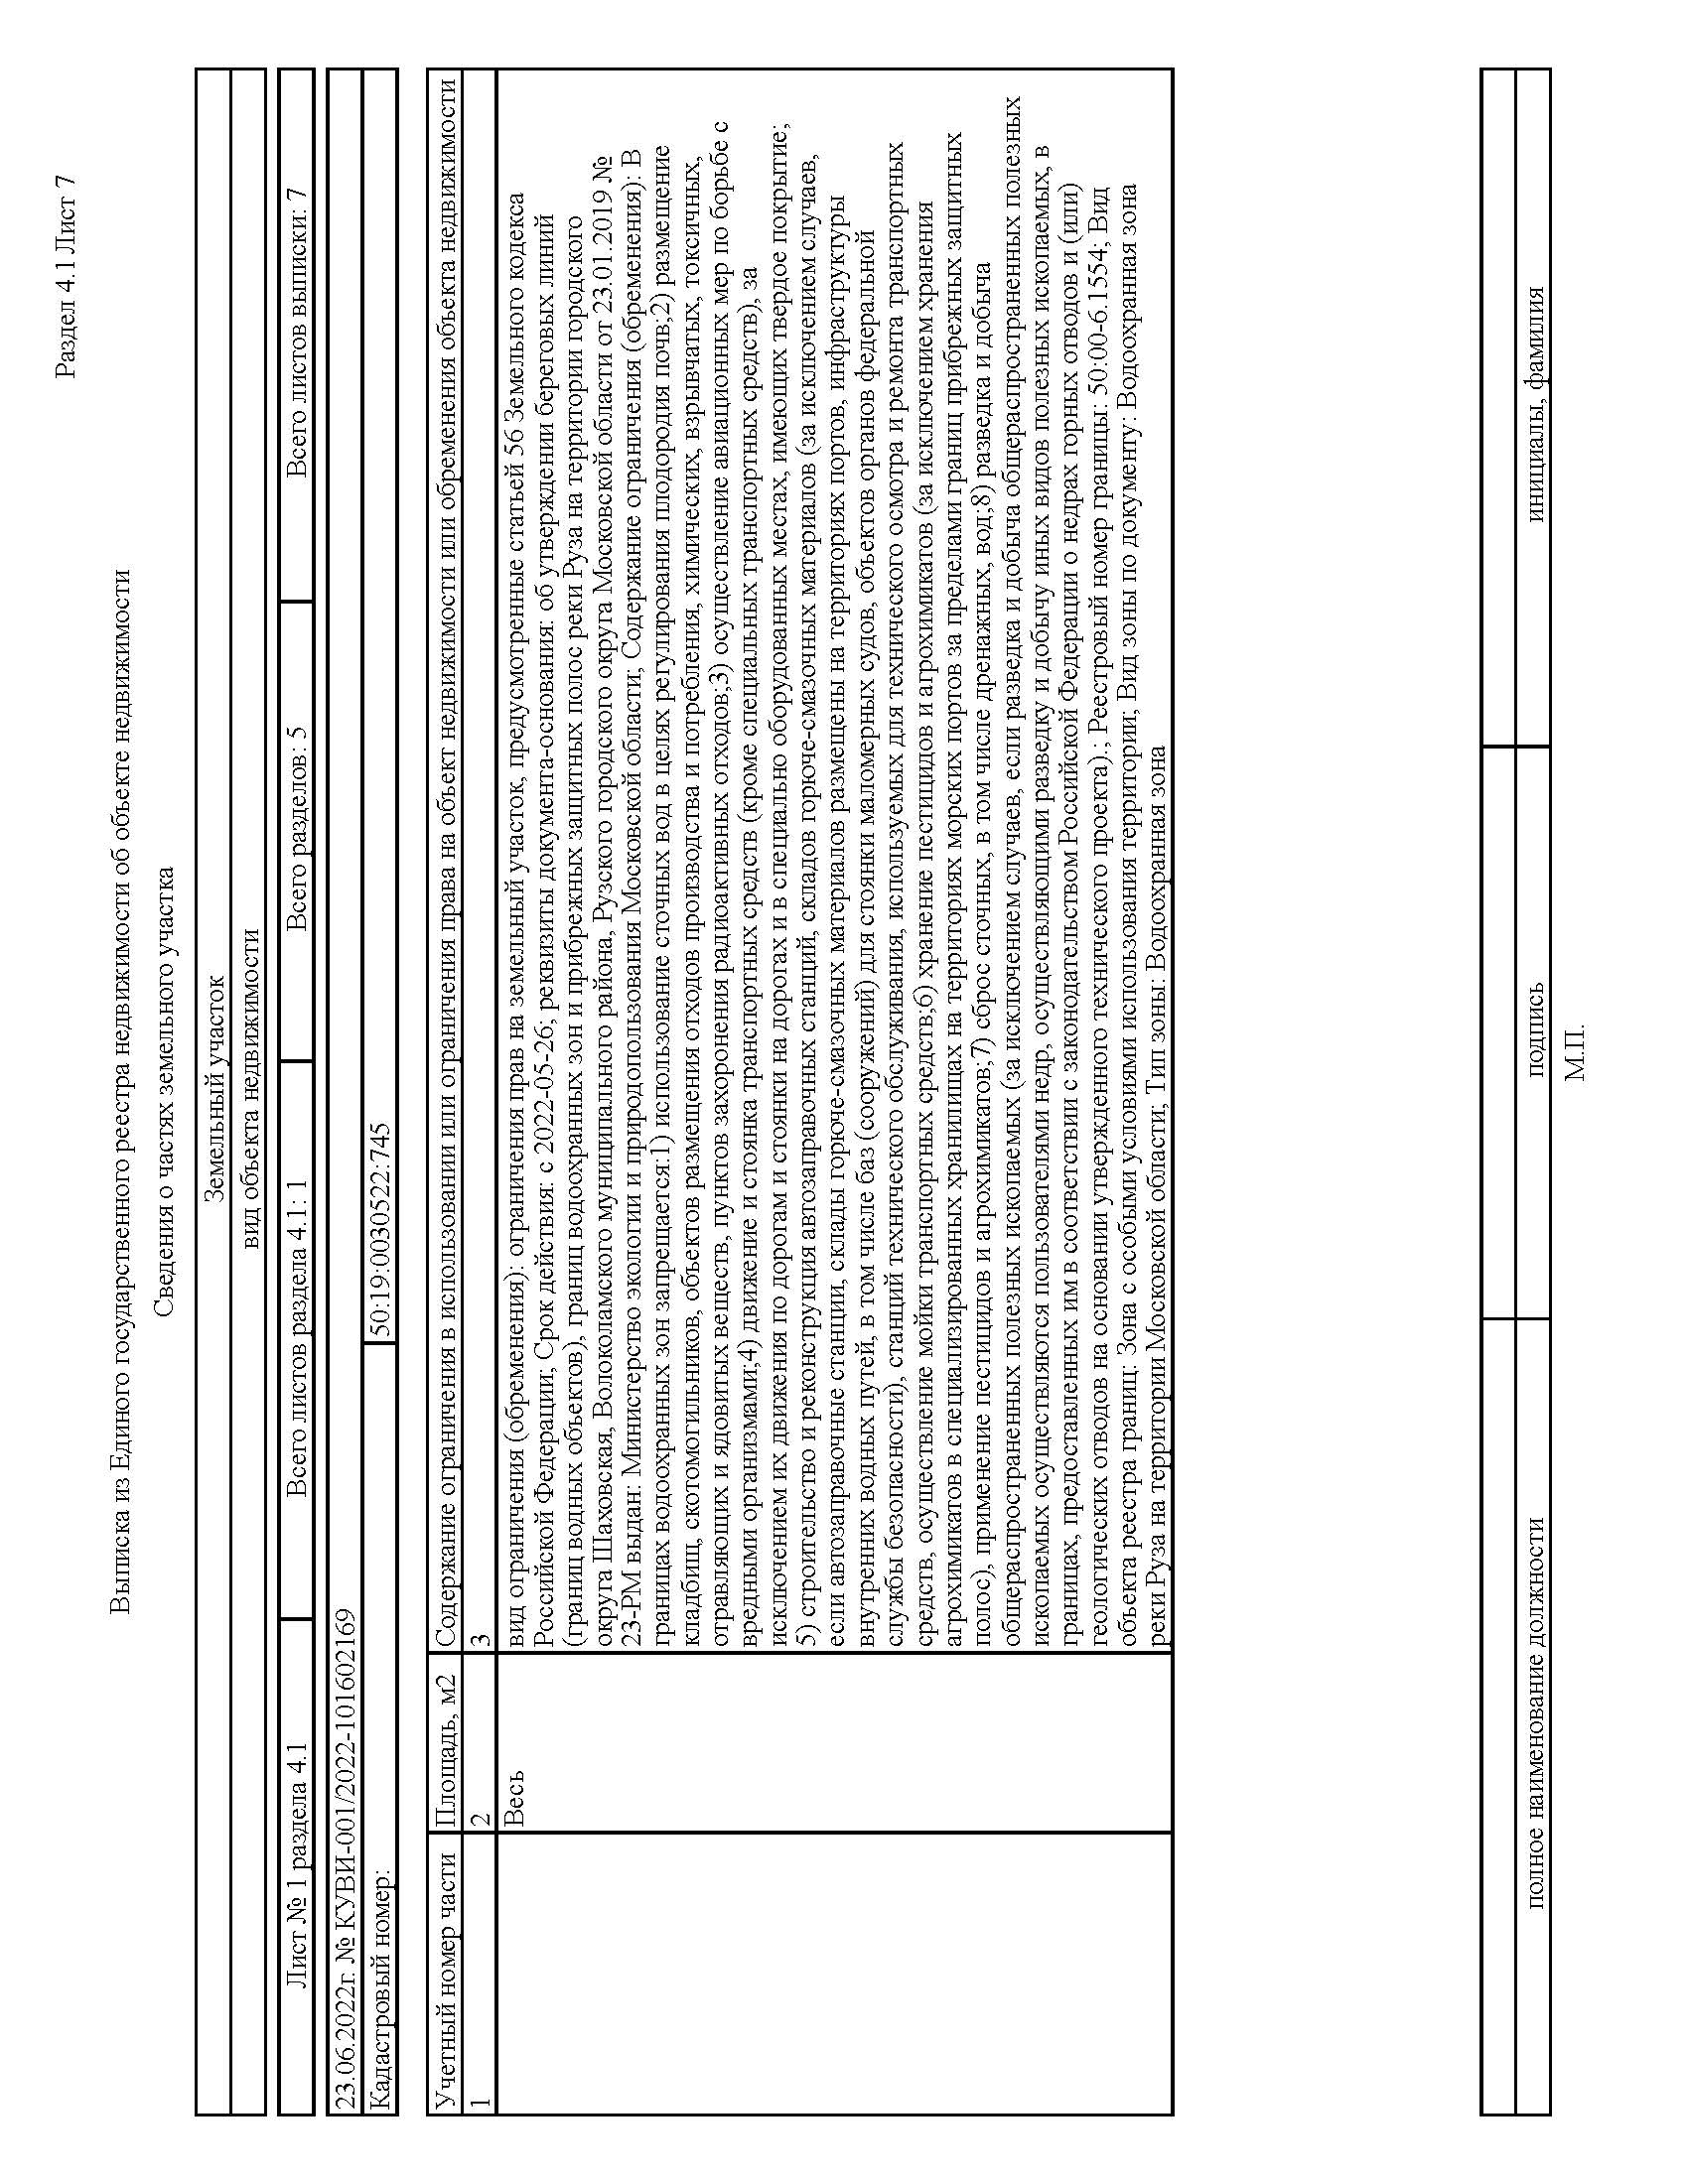 Раздел 4.1 Лист 7
Выписка из Единого государственного реестра недвижимости об объекте недвижимости
Сведения о частях земельного участка
Земельный участок
вид объекта недвижимости
Лист № 1 раздела 4.1
Всего листов раздела 4.1: 1
Всего разделов: 5
Всего листов выписки: 7
23.06.2022г. № КУВИ-001/2022-101602169
Кадастровый номер:
50:19:0030522:745
Учетный номер части
Площадь, м2
Содержание ограничения в использовании или ограничения права на объект недвижимости или обременения объекта недвижимости
1
2
3
Весь
вид ограничения (обременения): ограничения прав на земельный участок, предусмотренные статьей 56 Земельного кодекса
Российской Федерации; Срок действия: с 2022-05-26; реквизиты документа-основания: об утверждении береговых линий
(границ водных объектов), границ водоохранных зон и прибрежных защитных полос реки Руза на территории городского
округа Шаховская, Волоколамского муниципального района, Рузского городского округа Московской области от 23.01.2019 №
23-РМ выдан: Министерство экологии и природопользования Московской области; Содержание ограничения (обременения): В
границах водоохранных зон запрещается:1) использование сточных вод в целях регулирования плодородия почв;2) размещение
кладбищ, скотомогильников, объектов размещения отходов производства и потребления, химических, взрывчатых, токсичных,
отравляющих и ядовитых веществ, пунктов захоронения радиоактивных отходов;3) осуществление авиационных мер по борьбе с
вредными организмами;4) движение и стоянка транспортных средств (кроме специальных транспортных средств), за
исключением их движения по дорогам и стоянки на дорогах и в специально оборудованных местах, имеющих твердое покрытие;
5) строительство и реконструкция автозаправочных станций, складов горюче-смазочных материалов (за исключением случаев,
если автозаправочные станции, склады горюче-смазочных материалов размещены на территориях портов, инфраструктуры
внутренних водных путей, в том числе баз (сооружений) для стоянки маломерных судов, объектов органов федеральной
службы безопасности), станций технического обслуживания, используемых для технического осмотра и ремонта транспортных
средств, осуществление мойки транспортных средств;6) хранение пестицидов и агрохимикатов (за исключением хранения
агрохимикатов в специализированных хранилищах на территориях морских портов за пределами границ прибрежных защитных
полос), применение пестицидов и агрохимикатов;7) сброс сточных, в том числе дренажных, вод;8) разведка и добыча
общераспространенных полезных ископаемых (за исключением случаев, если разведка и добыча общераспространенных полезных
ископаемых осуществляются пользователями недр, осуществляющими разведку и добычу иных видов полезных ископаемых, в
границах, предоставленных им в соответствии с законодательством Российской Федерации о недрах горных отводов и (или)
геологических отводов на основании утвержденного технического проекта).; Реестровый номер границы: 50:00-6.1554; Вид
объекта реестра границ: Зона с особыми условиями использования территории; Вид зоны по документу: Водоохранная зона
реки Руза на территории Московской области; Тип зоны: Водоохранная зона
полное наименование должности
подпись
инициалы, фамилия
М.П.